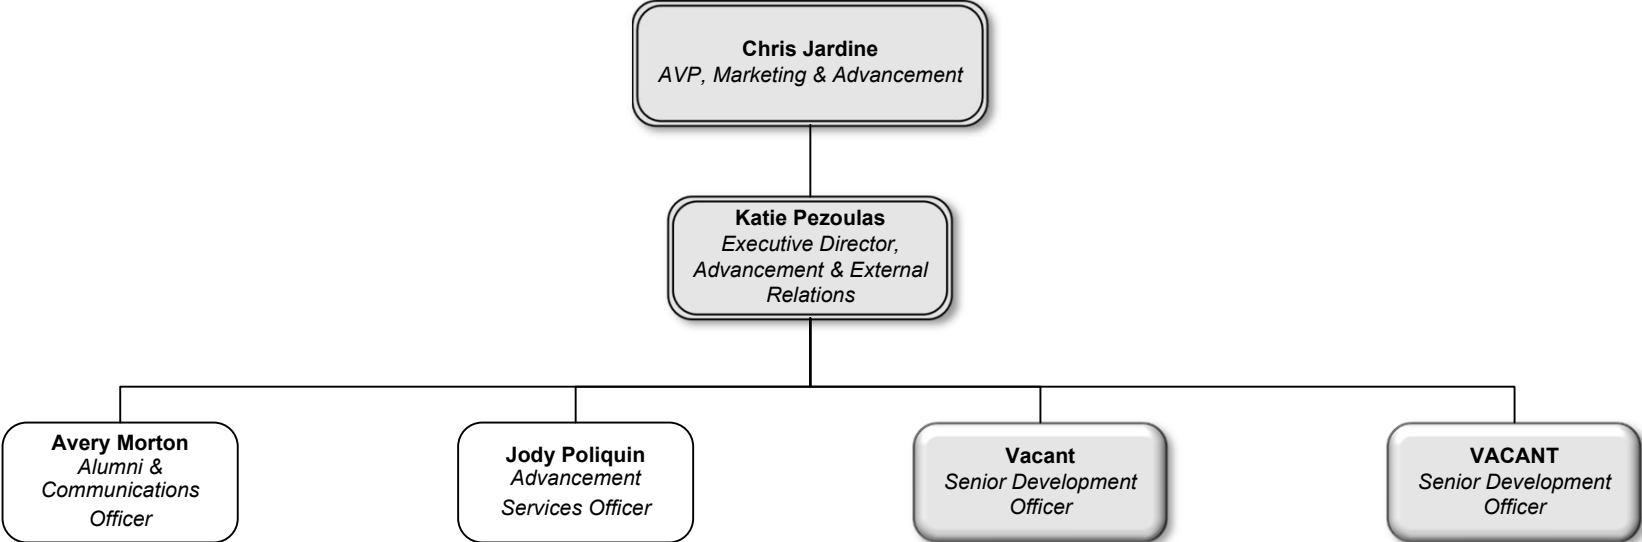 Chris Jardine
AVP, Marketing & Advancement
Katie Pezoulas
Executive Director,
Advancement & External
Relations
Avery Morton
Alumni &
Communications
Officer
Jody Poliquin
Advancement
Services Officer
Vacant
Senior Development
Officer
VACANT
Senior Development
Officer